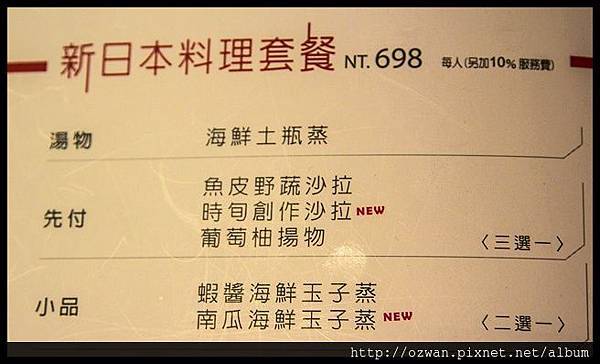 新日本料理套餐 NT. 698 每人(另加10% 服務費)
湯物 海鮮土瓶蒸
魚皮野蔬沙拉
先付 時旬創作沙拉 NEW
葡萄柚揚物 〈三選一〉
小品 蝦醬海鮮玉子蒸
南瓜海鮮玉子蒸 NEW 〈二選一〉
http://ozwan.pixnet.net/album